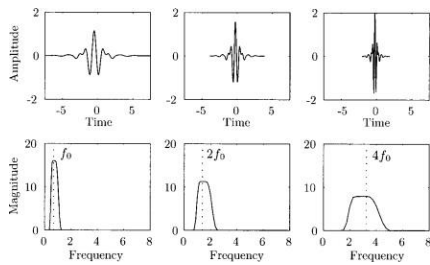 Amplitude
2
0
-2
-5 0 5
Time
2
0
-2
-5 0 5
Time
2
0
-2
-5 0 5
Time
Magnitude
20
10
0
0 2 4 6 8
f₀
Frequency
20
10
0
0 2 4 6 8
2f₀
Frequency
20
10
0
0 2 4 6 8
4f₀
Frequency